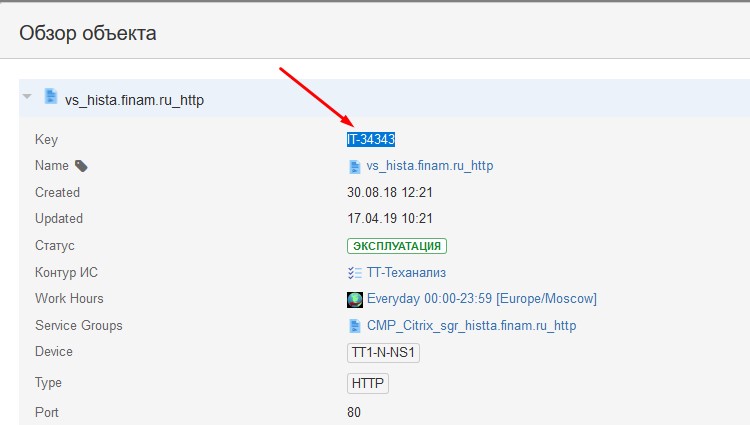 Обзор объекта
vs_hista.finam.ru_http
Key IT-34343
Name vs_hista.finam.ru_http
Created 30.08.18 12:21
Updated 17.04.19 10:21
Статус ЭКСПЛУАТАЦИЯ
Контур ИС ТТ-Теханализ
Work Hours Everyday 00:00-23:59 [Europe/Moscow]
Service Groups CMP_Citrix_sgr_histta.finam.ru_http
Device TT1-N-NS1
Type HTTP
Port 80